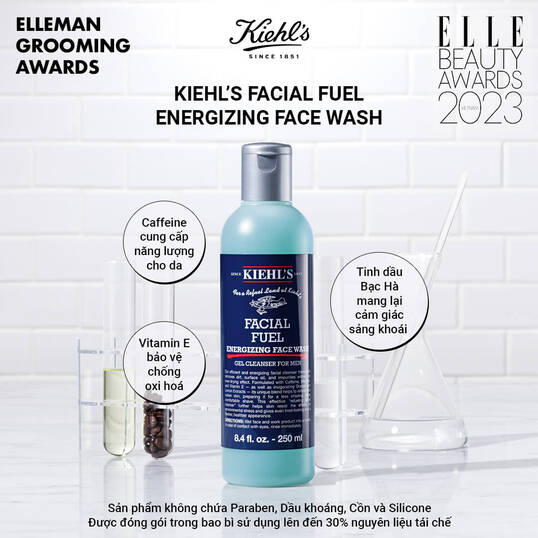 ELLEMAN
GROOMING
AWARDS
Kiehl's
SINCE 1851
ELLE
BEAUTY
AWARDS
2023
VIETNAM
KIEHL'S FACIAL FUEL
ENERGIZING FACE WASH
Caffeine
cung cấp
năng lượng
cho da
Vitamin E
bảo vệ
chống
oxi hoá
Tinh dầu
Bạc Hà
mang lại
cảm giác
sảng khoái
SINCE KIEHL'S 1851
FACIAL
FUEL
ENERGIZING FACE WASH
GEL CLEANSER FOR MEN
8.4 fl. oz. - 250 ml
Sản phẩm không chứa Paraben, Dầu khoáng, Cồn và Silicone
Được đóng gói trong bao bì sử dụng lên đến 30% nguyên liệu tái chế